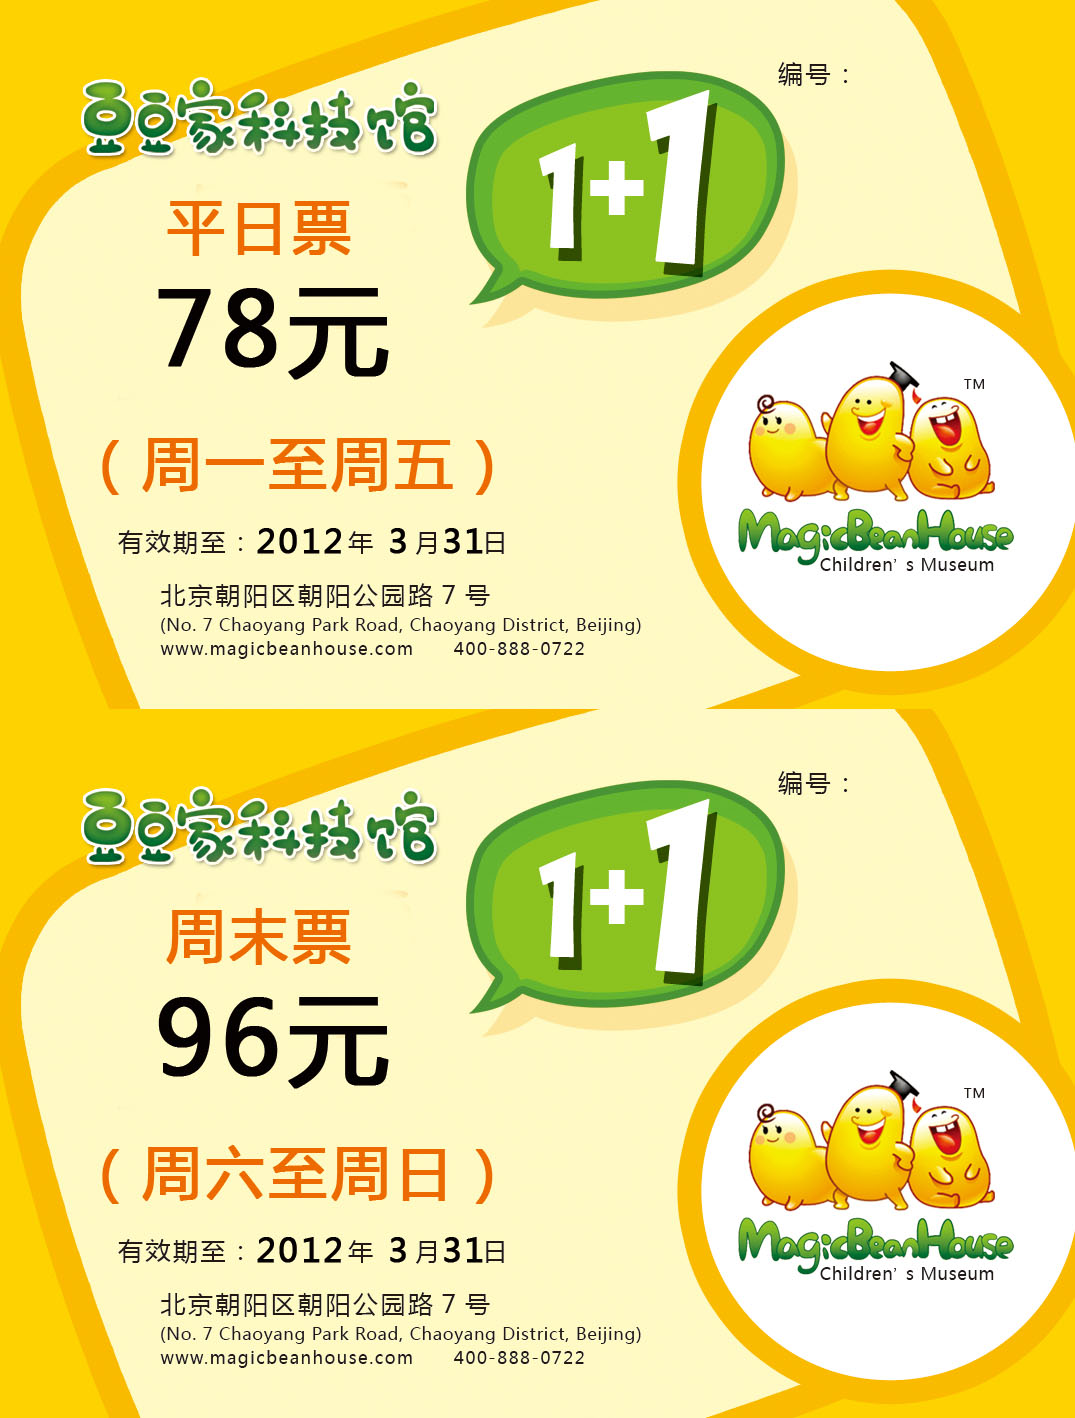 编号：
豆豆家科技馆
1+1
平日票
78元
（周一至周五）
有效期至：2012年 3月31日
北京朝阳区朝阳公园路 7 号
(No. 7 Chaoyang Park Road, Chaoyang District, Beijing)
www.magicbeanhouse.com 400-888-0722
TM
MagicBeanHouse
Children’s Museum
编号：
豆豆家科技馆
1+1
周末票
96元
（周六至周日）
有效期至：2012年 3月31日
北京朝阳区朝阳公园路 7 号
(No. 7 Chaoyang Park Road, Chaoyang District, Beijing)
www.magicbeanhouse.com 400-888-0722
TM
MagicBeanHouse
Children’s Museum